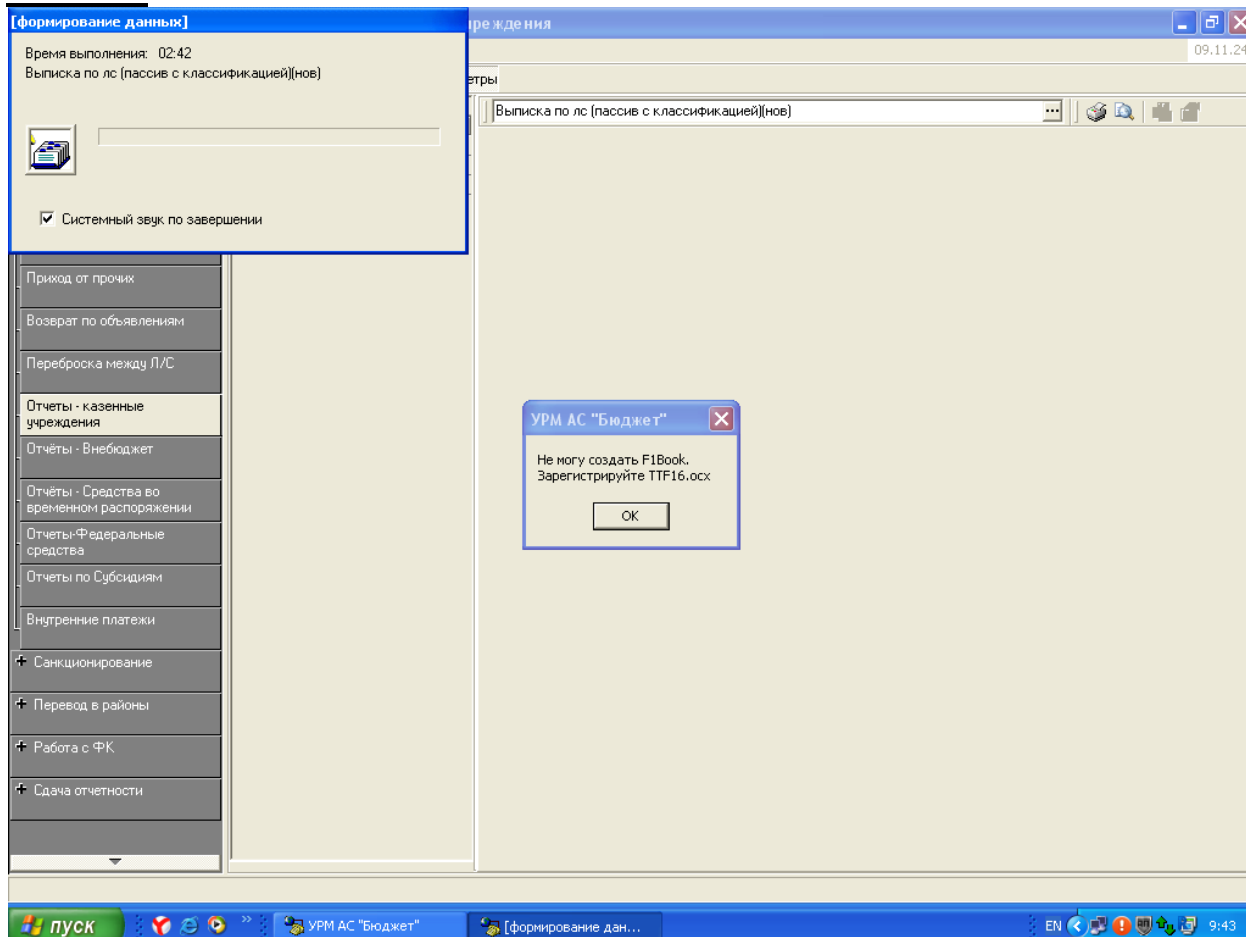 [формирование данных]
реждения
Время выполнения: 02:42
Выписка по лс (пассив с классификацией)(нов)
09.11.24
етры
Выписка по лс (пассив с классификацией)(нов)
...
Системный звук по завершении
Приход от прочих
Возврат по объявлениям
Переброска между Л/С
Отчеты - казенные
учреждения
Отчёты - Внебюджет
Отчёты - Средства во
временном распоряжении
Отчеты-Федеральные
средства
Отчеты по Субсидиям
Внутренние платежи
+ Санкционирование
+ Перевод в районы
+ Работа с ФК
+ Сдача отчетности
УРМ АС "Бюджет"
Не могу создать F1Book.
Зарегистрируйте TTF16.ocx
OK
пуск
УРМ АС "Бюджет"
[формирование дан...
EN
9:43